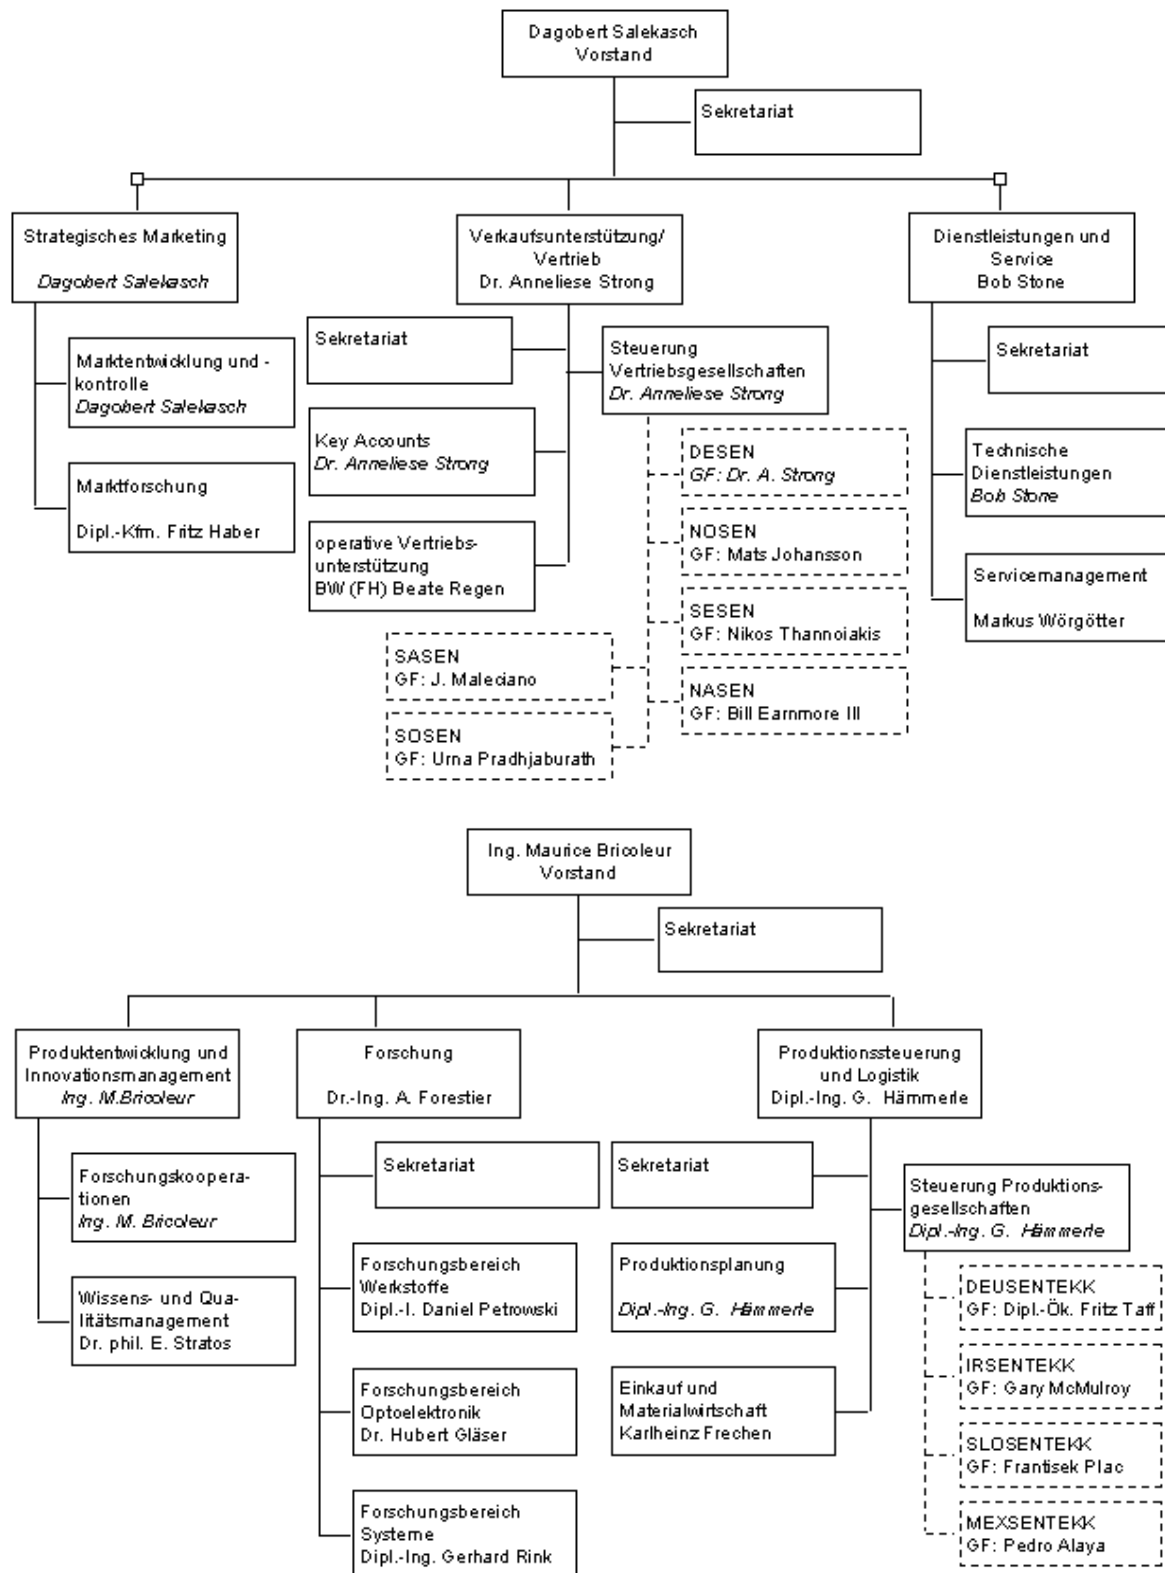 Dagobert Salekasch
Vorstand
Sekretariat
Strategisches Marketing
Dagobert Salekasch
Verkaufsunterstützung/
Vertrieb
Dr. Anneliese Strong
Dienstleistungen und
Service
Bob Stone
Marktentwicklung und -
kontrolle
Dagobert Salekasch
Marktforschung
Dipl.-Kfm. Fritz Haber
Sekretariat
Key Accounts
Dr. Anneliese Strong
operative Vertriebs-
unterstützung
BW (FH) Beate Regen
Steuerung
Vertriebsgesellschaften
Dr. Anneliese Strong
DESEN
GF: Dr. A. Strong
NOSEN
GF: Mats Johansson
SESEN
GF: Nikos Thannoiakis
NASEN
GF: Bill Earnmore III
SASEN
GF: J. Maleciano
SOSEN
GF: Urna Pradhjaburath
Sekretariat
Technische
Dienstleistungen
Bob Stone
Servicemanagement
Markus Wörgötter
Ing. Maurice Bricoleur
Vorstand
Sekretariat
Produktentwicklung und
Innovationsmanagement
Ing. M.Bricoleur
Forschung
Dr.-Ing. A. Forestier
Produktionssteuerung
und Logistik
Dipl.-Ing. G. Hämmerle
Forschungskoopera-
tionen
Ing. M. Bricoleur
Wissens- und Qua-
litätsmanagement
Dr. phil. E. Stratos
Sekretariat
Forschungsbereich
Werkstoffe
Dipl.-I. Daniel Petrowski
Forschungsbereich
Optoelektronik
Dr. Hubert Gläser
Forschungsbereich
Systeme
Dipl.-Ing. Gerhard Rink
Sekretariat
Produktionsplanung
Dipl.-Ing. G. Hämmerle
Einkauf und
Materialwirtschaft
Karlheinz Frechen
Steuerung Produktions-
gesellschaften
Dipl.-Ing. G. Hämmerle
DEUSENTEKK
GF: Dipl.-Ök. Fritz Taff
IRSENTEKK
GF: Gary McMulroy
SLOSENTEKK
GF: Frantisek Plac
MEXSENTEKK
GF: Pedro Alaya